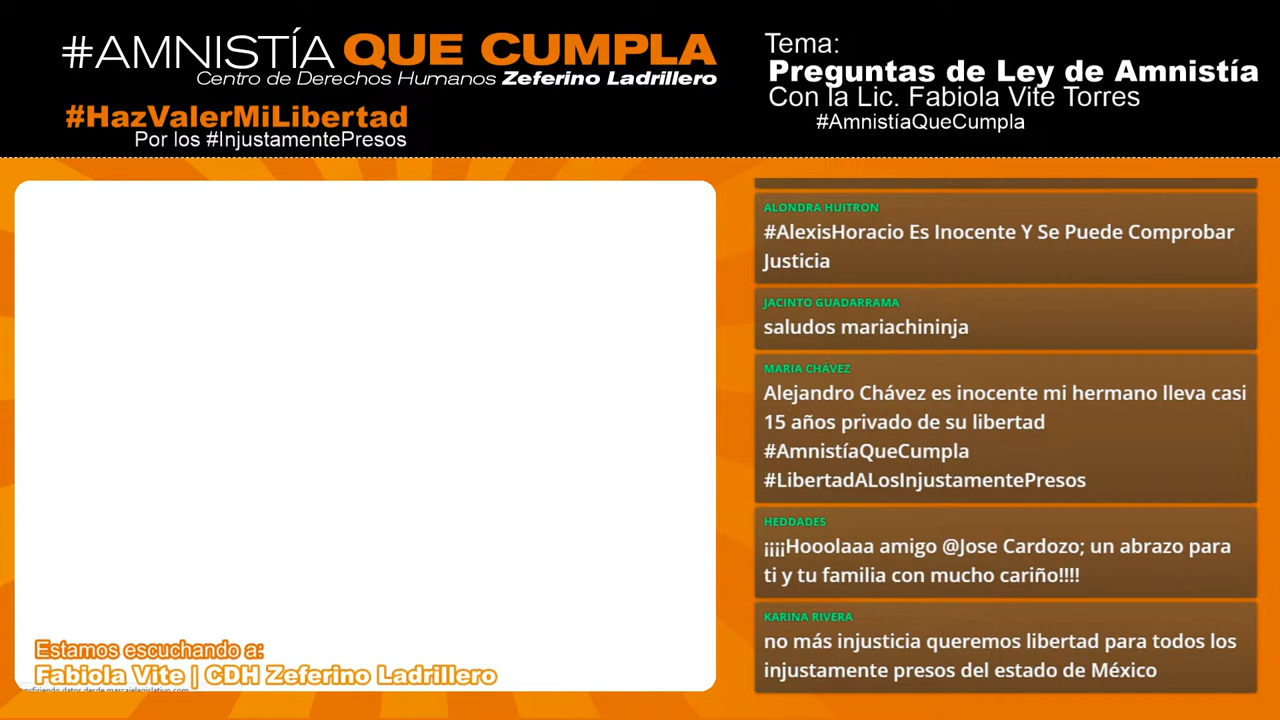 #AMNISTÍA QUE CUMPLA
Centro de Derechos Humanos Zeferino Ladrillero
#HazValerMiLibertad
Por los #InjustamentePresos
Tema:
Preguntas de Ley de Amnistía
Con la Lic. Fabiola Vite Torres
#AmnistíaQueCumpla
ALONDRA HUITRON
#AlexisHoracio Es Inocente Y Se Puede Comprobar
Justicia
JACINTO GUADARRAMA
saludos mariachininja
MARIA CHÁVEZ
Alejandro Chávez es inocente mi hermano lleva casi
15 años privado de su libertad
#AmnistíaQueCumpla
#LibertadALosInjustamentePresos
HEDDADES
¡¡¡¡Hooolaaa amigo @Jose Cardozo; un abrazo para
ti y tu familia con mucho cariño!!!!
KARINA RIVERA
no más injusticia queremos libertad para todos los
injustamente presos del estado de México
Estamos escuchando a:
Fabiola Vite | CDH Zeferino Ladrillero
datos desde